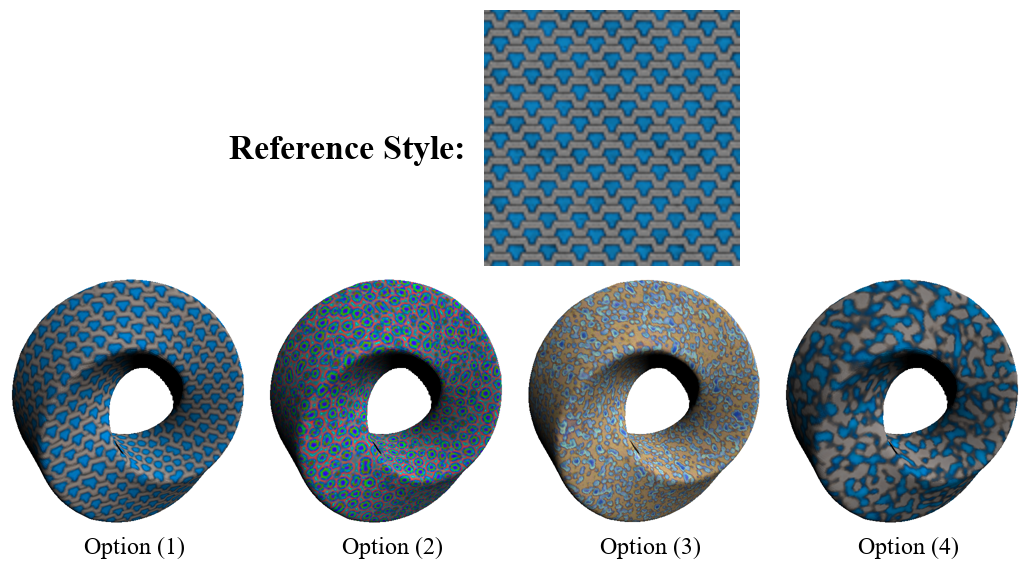 Reference Style:
Option (1)
Option (2)
Option (3)
Option (4)